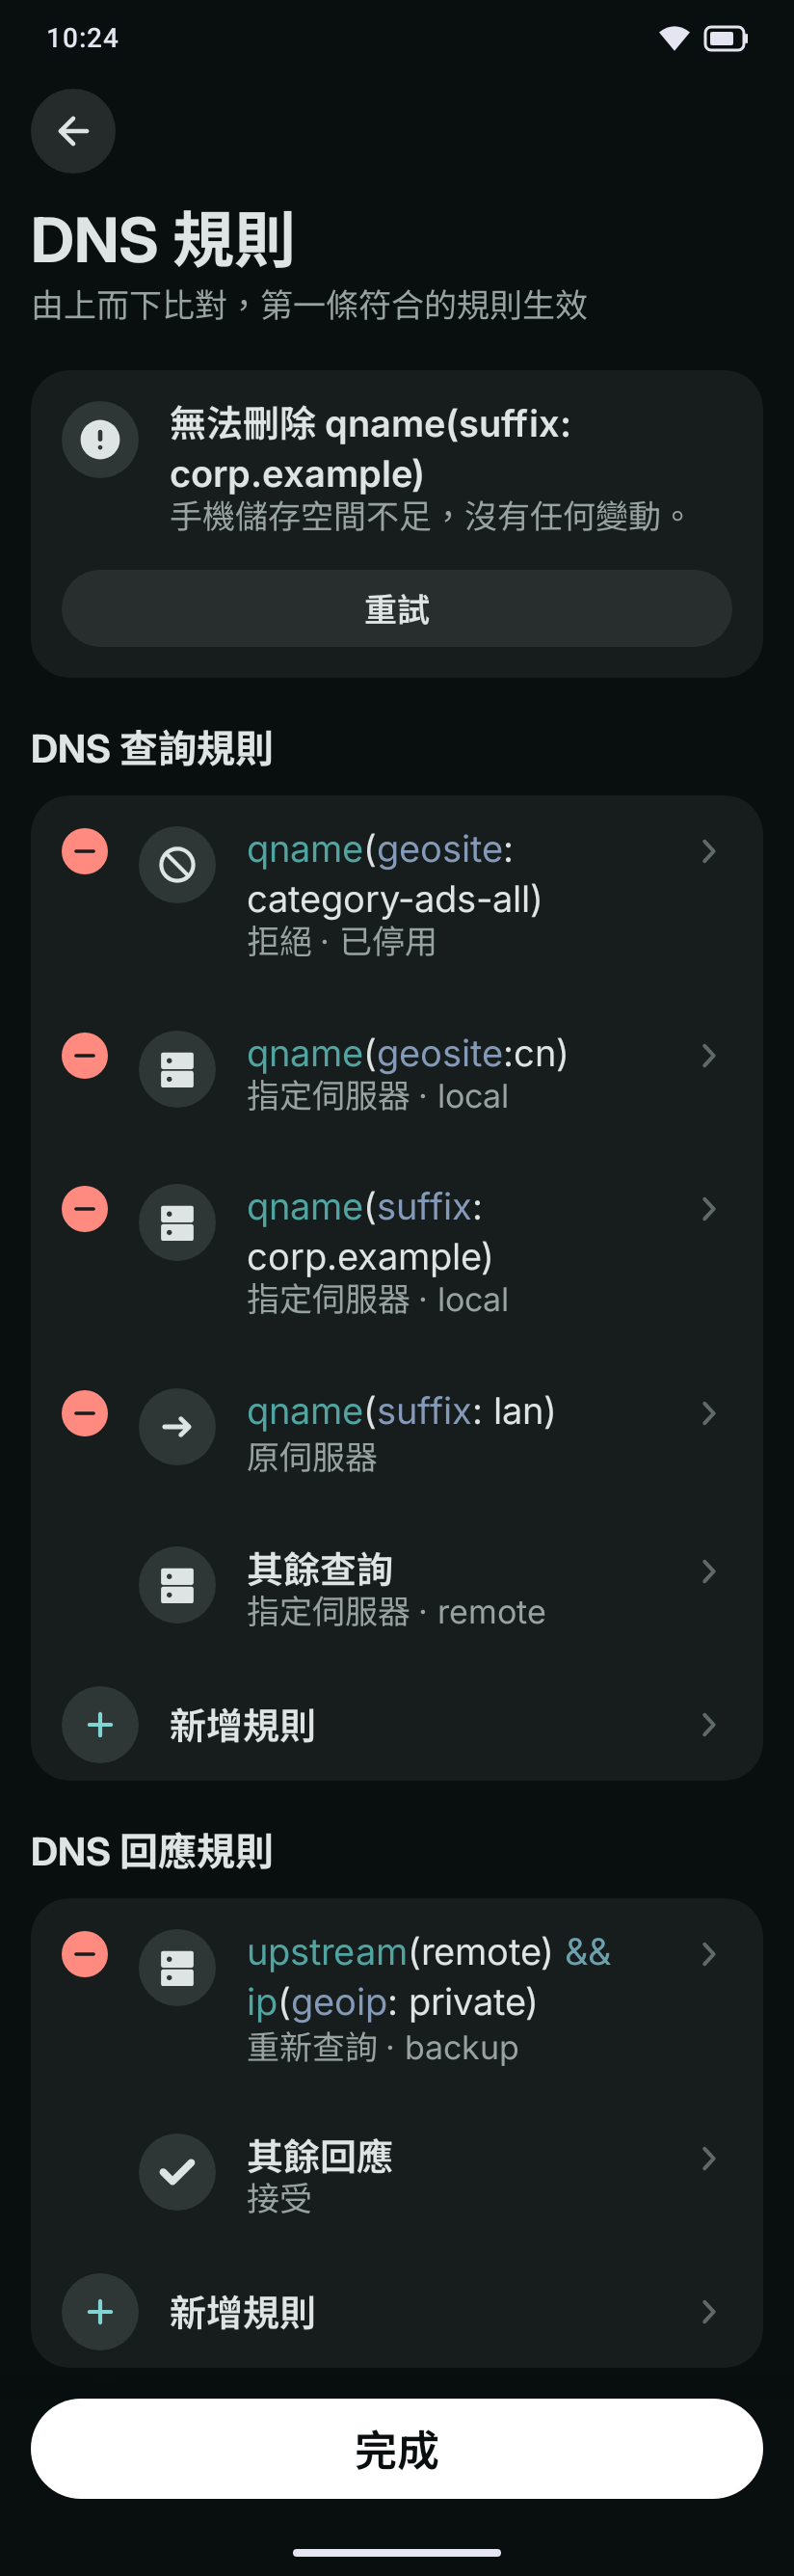 10:24
DNS 規則
由上而下比對，第一條符合的規則生效
無法刪除 qname(suffix:
corp.example)
手機儲存空間不足，沒有任何變動。
重試
DNS 查詢規則
qname(geosite:
category-ads-all)
拒絕 · 已停用
qname(geosite:cn)
指定伺服器 · local
qname(suffix:
corp.example)
指定伺服器 · local
qname(suffix: lan)
原伺服器
其餘查詢
指定伺服器 · remote
新增規則
DNS 回應規則
upstream(remote) &&
ip(geoip: private)
重新查詢 · backup
其餘回應
接受
新增規則
完成